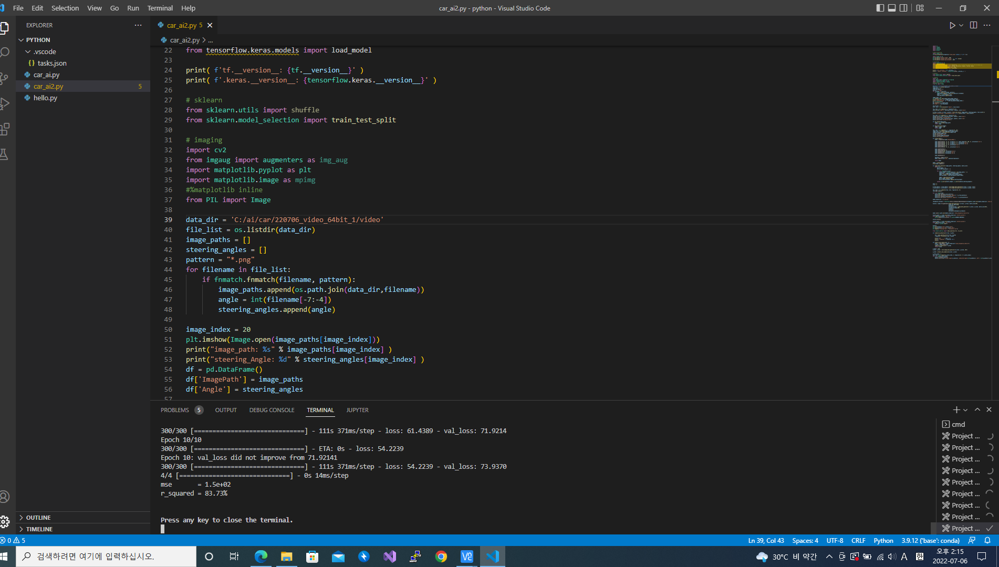 File Edit Selection View Go Run Terminal Help
car_ai2.py - python - Visual Studio Code
EXPLORER
PYTHON
.vscode
{} tasks.json
car_ai.py
car_ai2.py 5
hello.py
OUTLINE
TIMELINE
car_ai2.py 5
car_ai2.py > ...
22 from tensorflow.keras.models import load_model
23
24 print( f'tf.__version__: {tf.__version__}' )
25 print( f'.keras.__version__: {tensorflow.keras.__version__}' )
26
27 # sklearn
28 from sklearn.utils import shuffle
29 from sklearn.model_selection import train_test_split
30
31 # imaging
32 import cv2
33 from imgaug import augmenters as img_aug
34 import matplotlib.pyplot as plt
35 import matplotlib.image as mpimg
36 #%matplotlib inline
37 from PIL import Image
38
39 data_dir = 'C:/ai/car/220706_video_64bit_1/video'
40 file_list = os.listdir(data_dir)
41 image_paths = []
42 steering_angles = []
43 pattern = "*.png"
44 for filename in file_list:
45 if fnmatch.fnmatch(filename, pattern):
46 image_paths.append(os.path.join(data_dir,filename))
47 angle = int(filename[-7:-4])
48 steering_angles.append(angle)
49
50 image_index = 20
51 plt.imshow(Image.open(image_paths[image_index]))
52 print("image_path: %s" % image_paths[image_index] )
53 print("steering_Angle: %d" % steering_angles[image_index] )
54 df = pd.DataFrame()
55 df['ImagePath'] = image_paths
56 df['Angle'] = steering_angles
57
PROBLEMS 5 OUTPUT DEBUG CONSOLE TERMINAL JUPYTER
300/300 [==============================] - 111s 371ms/step - loss: 61.4389 - val_loss: 71.9214
Epoch 10/10
300/300 [==============================] - ETA: 0s - loss: 54.2239
Epoch 10: val_loss did not improve from 71.92141
300/300 [==============================] - 111s 371ms/step - loss: 54.2239 - val_loss: 73.9370
4/4 [==============================] - 0s 14ms/step
mse = 1.5e+02
r_squared = 83.73%
Press any key to close the terminal.
cmd
Project ...
Project ...
Project ...
Project ...
Project ...
Project ...
Project ...
Project ...
Project ...
0 5
Ln 39, Col 43 Spaces: 4 UTF-8 CRLF Python 3.9.12 ('base': conda)
검색하려면 여기에 입력하십시오.
30°C 비 약간
A
오후 2:15
2022-07-06